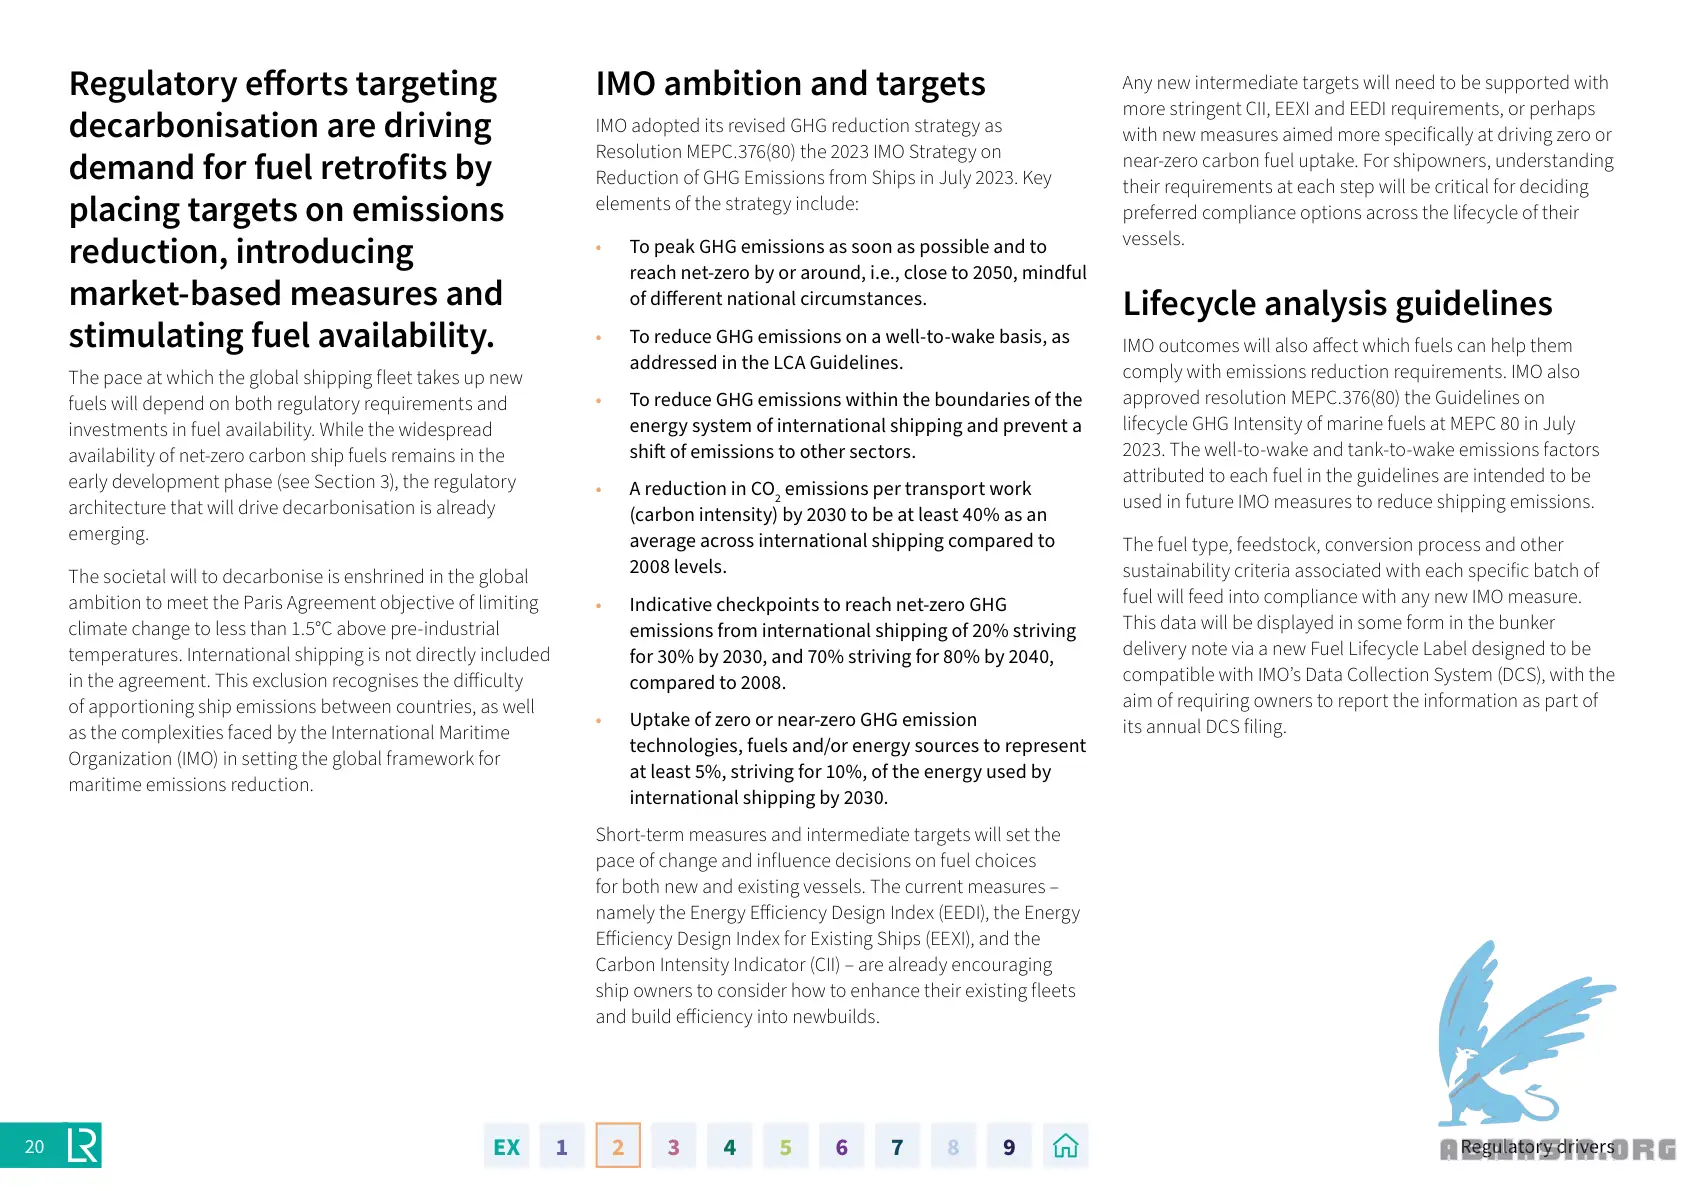 Regulatory efforts targeting
decarbonisation are driving
demand for fuel retrofits by
placing targets on emissions
reduction, introducing
market-based measures and
stimulating fuel availability.
The pace at which the global shipping fleet takes up new
fuels will depend on both regulatory requirements and
investments in fuel availability. While the widespread
availability of net-zero carbon ship fuels remains in the
early development phase (see Section 3), the regulatory
architecture that will drive decarbonisation is already
emerging.
The societal will to decarbonise is enshrined in the global
ambition to meet the Paris Agreement objective of limiting
climate change to less than 1.5°C above pre-industrial
temperatures. International shipping is not directly included
in the agreement. This exclusion recognises the difficulty
of apportioning ship emissions between countries, as well
as the complexities faced by the International Maritime
Organization (IMO) in setting the global framework for
maritime emissions reduction.
IMO ambition and targets
IMO adopted its revised GHG reduction strategy as
Resolution MEPC.376(80) the 2023 IMO Strategy on
Reduction of GHG Emissions from Ships in July 2023. Key
elements of the strategy include:
• To peak GHG emissions as soon as possible and to
reach net-zero by or around, i.e., close to 2050, mindful
of different national circumstances.
• To reduce GHG emissions on a well-to-wake basis, as
addressed in the LCA Guidelines.
• To reduce GHG emissions within the boundaries of the
energy system of international shipping and prevent a
shift of emissions to other sectors.
• A reduction in CO2 emissions per transport work
(carbon intensity) by 2030 to be at least 40% as an
average across international shipping compared to
2008 levels.
• Indicative checkpoints to reach net-zero GHG
emissions from international shipping of 20% striving
for 30% by 2030, and 70% striving for 80% by 2040,
compared to 2008.
• Uptake of zero or near-zero GHG emission
technologies, fuels and/or energy sources to represent
at least 5%, striving for 10%, of the energy used by
international shipping by 2030.
Short-term measures and intermediate targets will set the
pace of change and influence decisions on fuel choices
for both new and existing vessels. The current measures –
namely the Energy Efficiency Design Index (EEDI), the Energy
Efficiency Design Index for Existing Ships (EEXI), and the
Carbon Intensity Indicator (CII) – are already encouraging
ship owners to consider how to enhance their existing fleets
and build efficiency into newbuilds.
Any new intermediate targets will need to be supported with
more stringent CII, EEXI and EEDI requirements, or perhaps
with new measures aimed more specifically at driving zero or
near-zero carbon fuel uptake. For shipowners, understanding
their requirements at each step will be critical for deciding
preferred compliance options across the lifecycle of their
vessels.
Lifecycle analysis guidelines
IMO outcomes will also affect which fuels can help them
comply with emissions reduction requirements. IMO also
approved resolution MEPC.376(80) the Guidelines on
lifecycle GHG Intensity of marine fuels at MEPC 80 in July
2023. The well-to-wake and tank-to-wake emissions factors
attributed to each fuel in the guidelines are intended to be
used in future IMO measures to reduce shipping emissions.
The fuel type, feedstock, conversion process and other
sustainability criteria associated with each specific batch of
fuel will feed into compliance with any new IMO measure.
This data will be displayed in some form in the bunker
delivery note via a new Fuel Lifecycle Label designed to be
compatible with IMO's Data Collection System (DCS), with the
aim of requiring owners to report the information as part of
its annual DCS filing.
20 LR
EX 1 2 3 4 5 6 7 8 9
Regulatory drivers